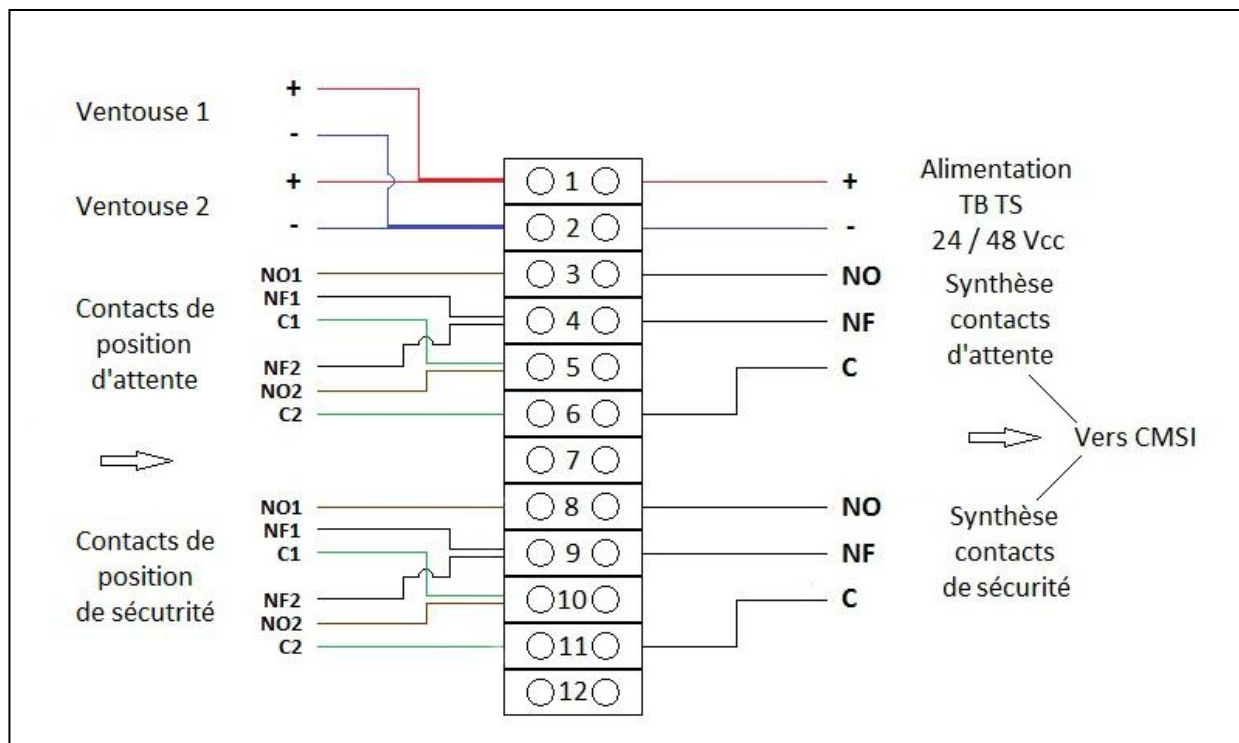 Ventouse 1
+
-
Ventouse 2
+
-
Contacts de
position
d'attente
NO1
NF1
C1
NF2
NO2
C2
Contacts de
position
de sécutrité
NO1
NF1
C1
NF2
NO2
C2
1
2
3
4
5
6
7
8
9
10
11
12
+
-
NO
NF
C
NO
NF
C
Alimentation
TB TS
24 / 48 Vcc
Synthèse
contacts
d'attente
Vers CMSI
Synthèse
contacts
de sécurité